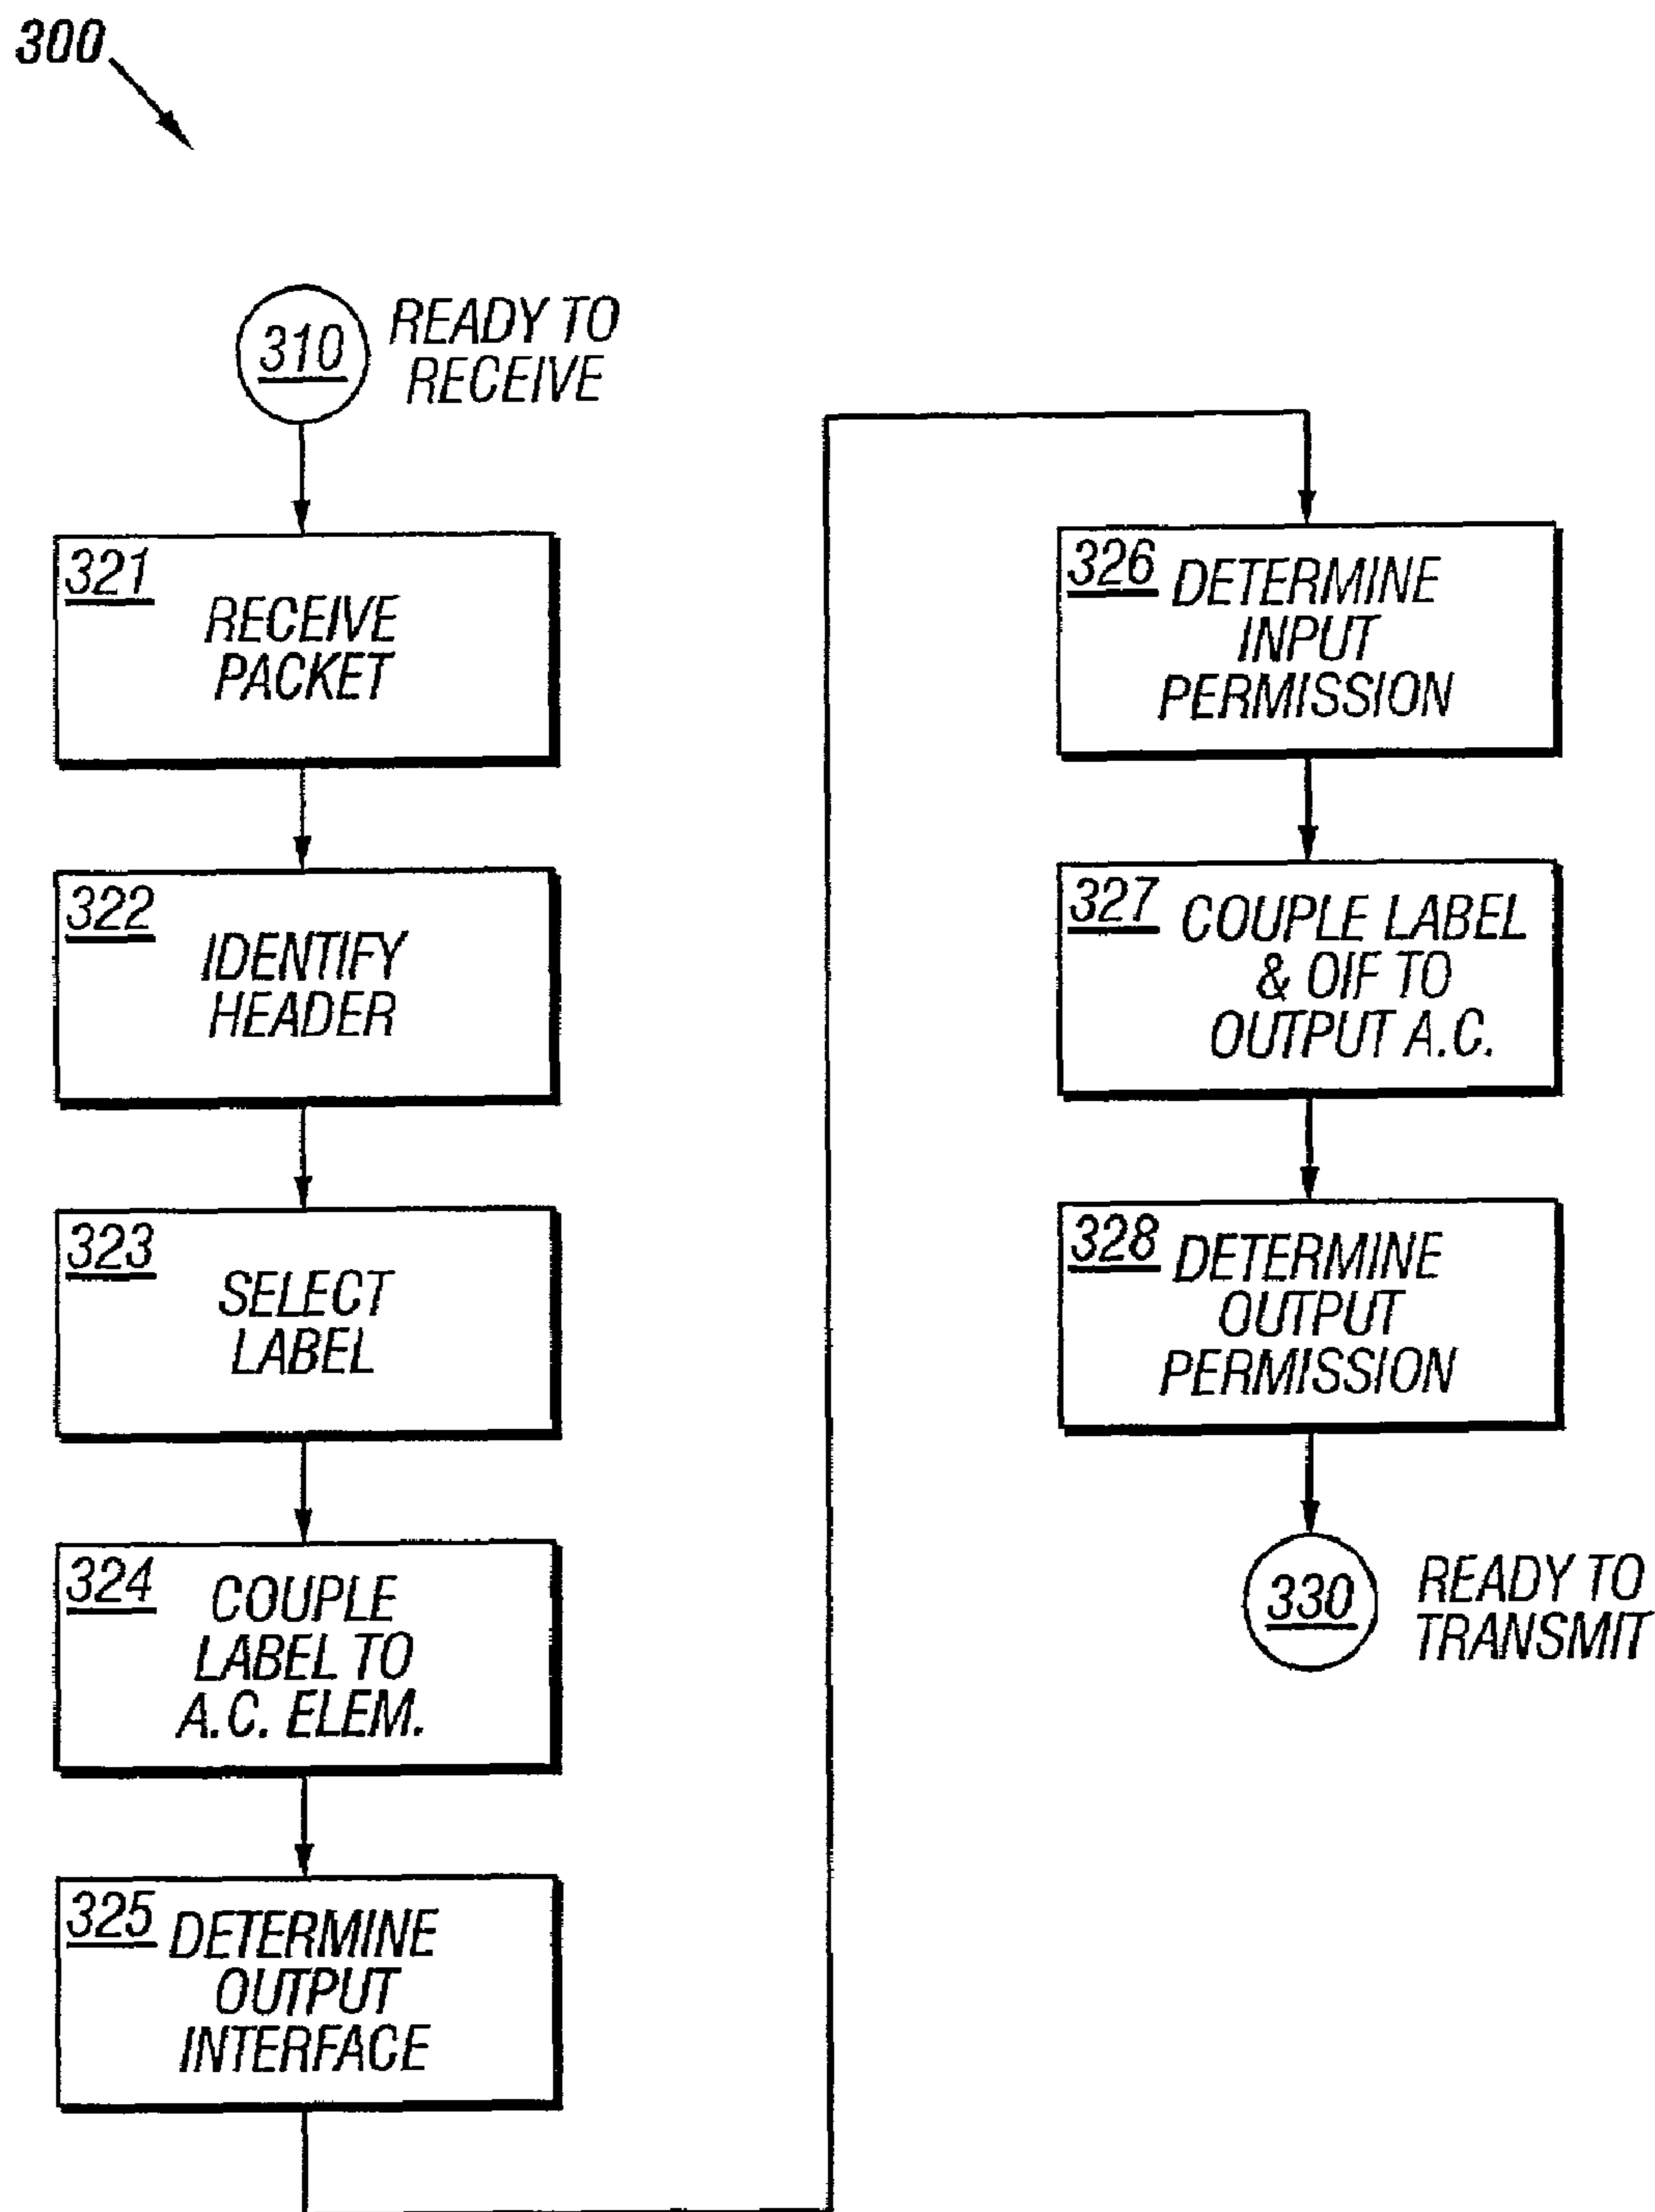 300
310
READY TO
RECEIVE
321
RECEIVE
PACKET
322
IDENTIFY
HEADER
323
SELECT
LABEL
324
COUPLE
LABEL TO
A.C. ELEM.
325
DETERMINE
OUTPUT
INTERFACE
326
DETERMINE
INPUT
PERMISSION
327
COUPLE LABEL
& OIF TO
OUTPUT A.C.
328
DETERMINE
OUTPUT
PERMISSION
330
READY TO
TRANSMIT